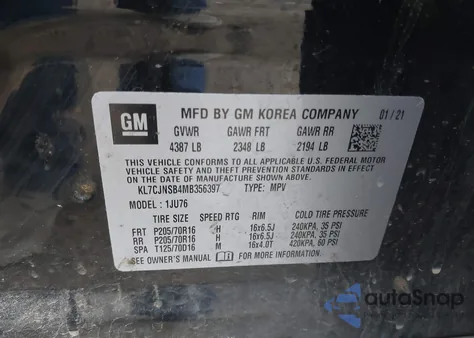 GM
MFD BY GM KOREA COMPANY 01/21
GVWR GAWR FRT GAWR RR
4387 LB 2348 LB 2194 LB
THIS VEHICLE CONFORMS TO ALL APPLICABLE U.S. FEDERAL MOTOR
VEHICLE SAFETY AND THEFT PREVENTION STANDARDS IN EFFECT
ON THE DATE OF MANUFACTURE SHOWN ABOVE.
KL7CJNSB4MB356397 TYPE: MPV
MODEL: 1JU76
TIRE SIZE SPEED RTG RIM COLD TIRE PRESSURE
FRT P205/70R16 H 16x6.5J 240KPA, 35 PSI
RR P205/70R16 H 16x6.5J 240KPA, 35 PSI
SPA T125/70D16 M 16x4.0T 420KPA, 60 PSI
SEE OWNER'S MANUAL FOR MORE INFORMATION
autoSnap